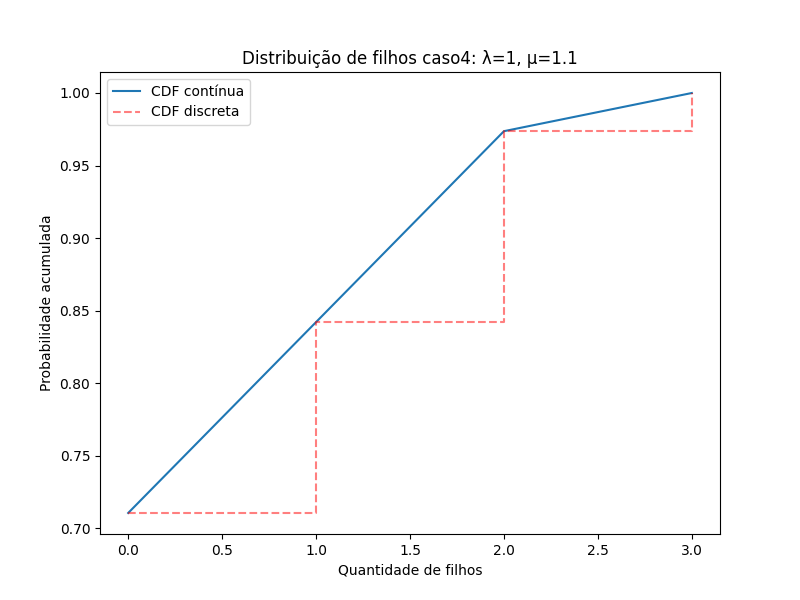 Distribuição de filhos caso4: λ=1, μ=1.1
CDF contínua
CDF discreta
Probabilidade acumulada
1.00
0.95
0.90
0.85
0.80
0.75
0.70
0.0 0.5 1.0 1.5 2.0 2.5 3.0
Quantidade de filhos